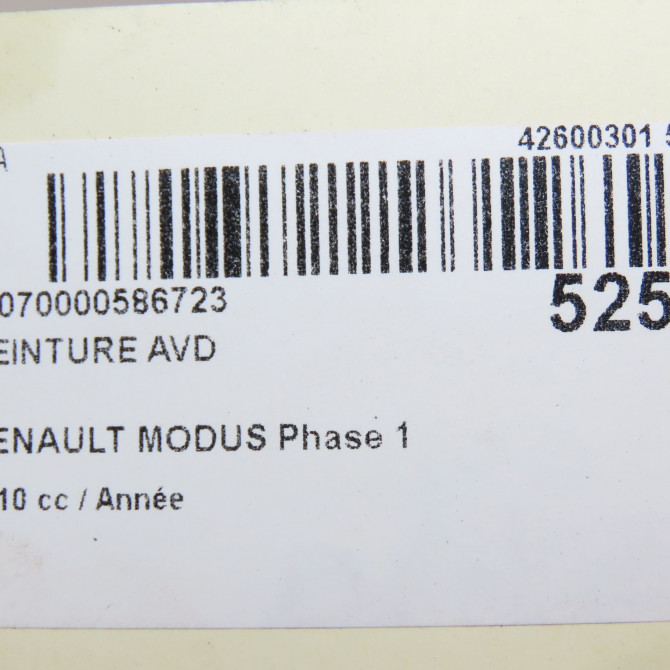 A
42600301 5
070000586723
525
EINTURE AVD
ENAULT MODUS Phase 1
10 cc / Année